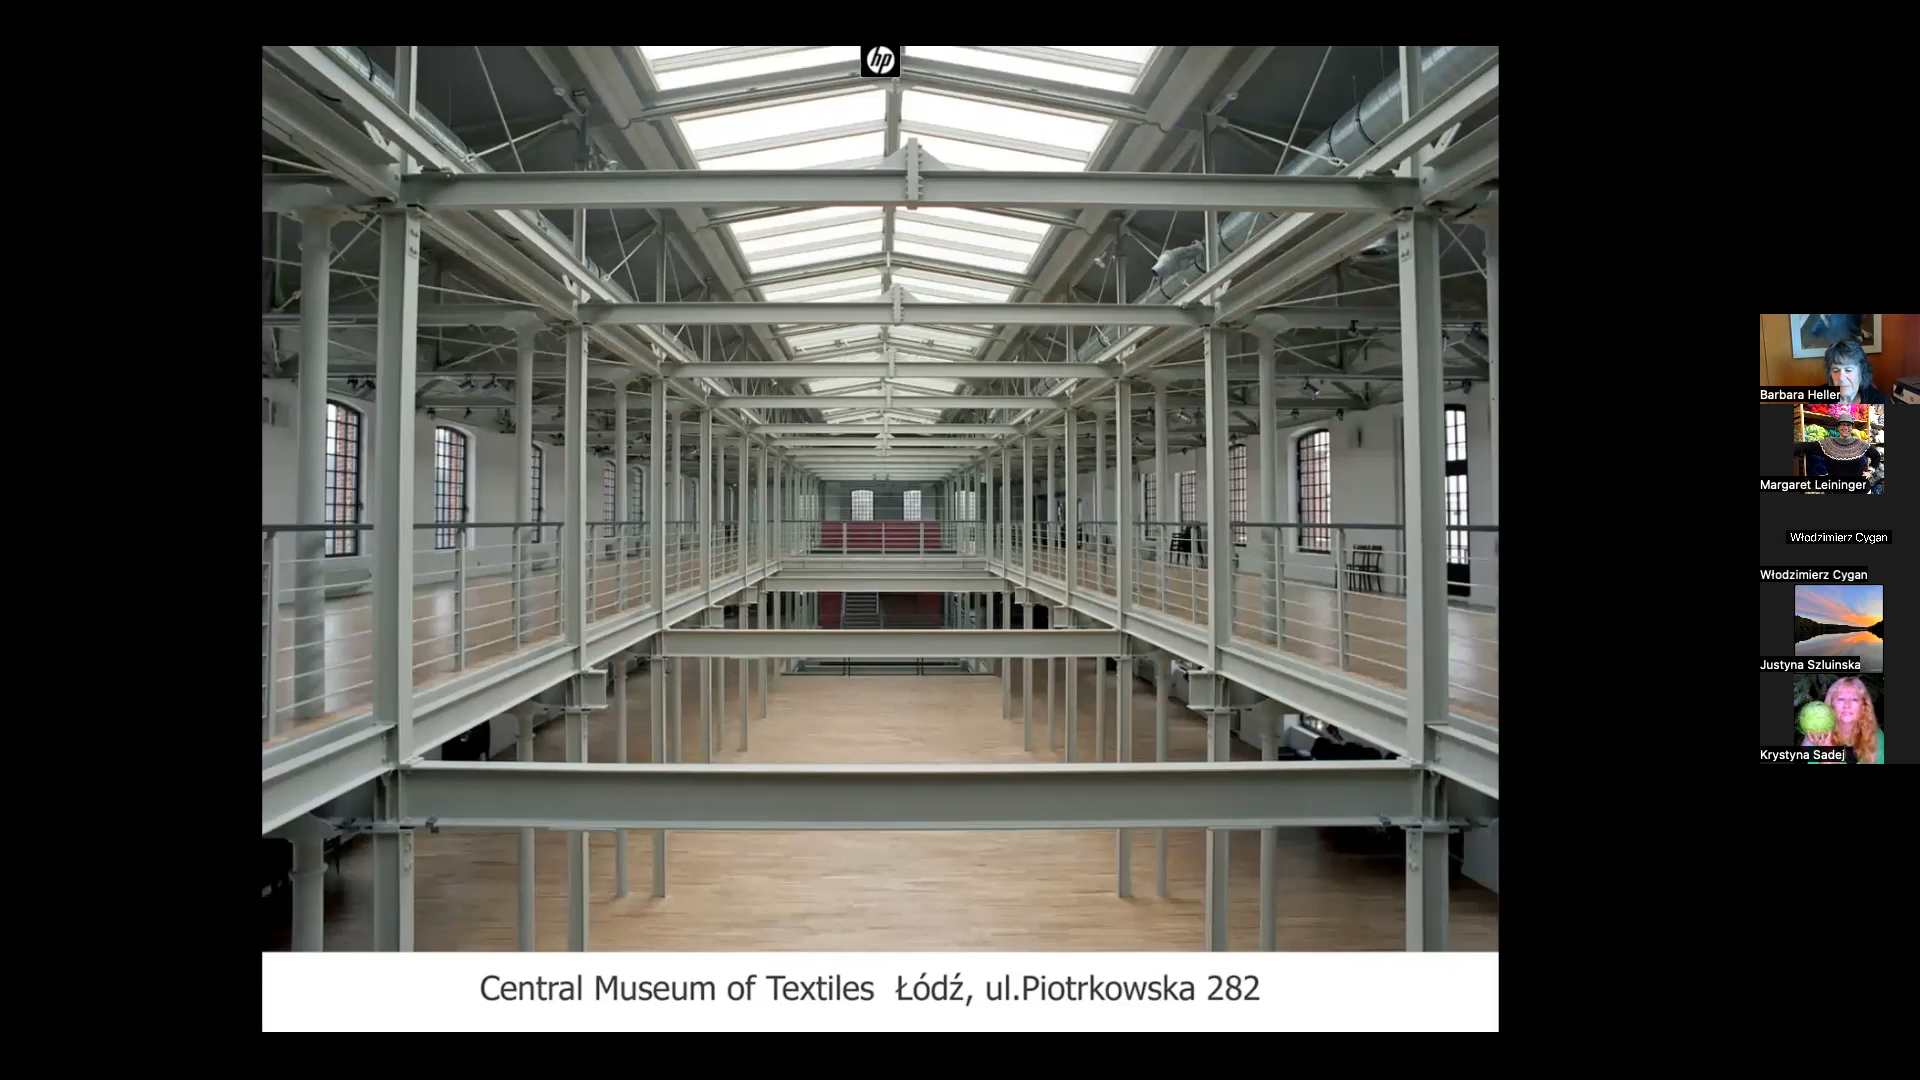 hp
Central Museum of Textiles Łódź, ul.Piotrkowska 282
Barbara Heller
Margaret Leininger
Włodzimierz Cygan
Włodzimierz Cygan
Justyna Szluinska
Krystyna Sadej